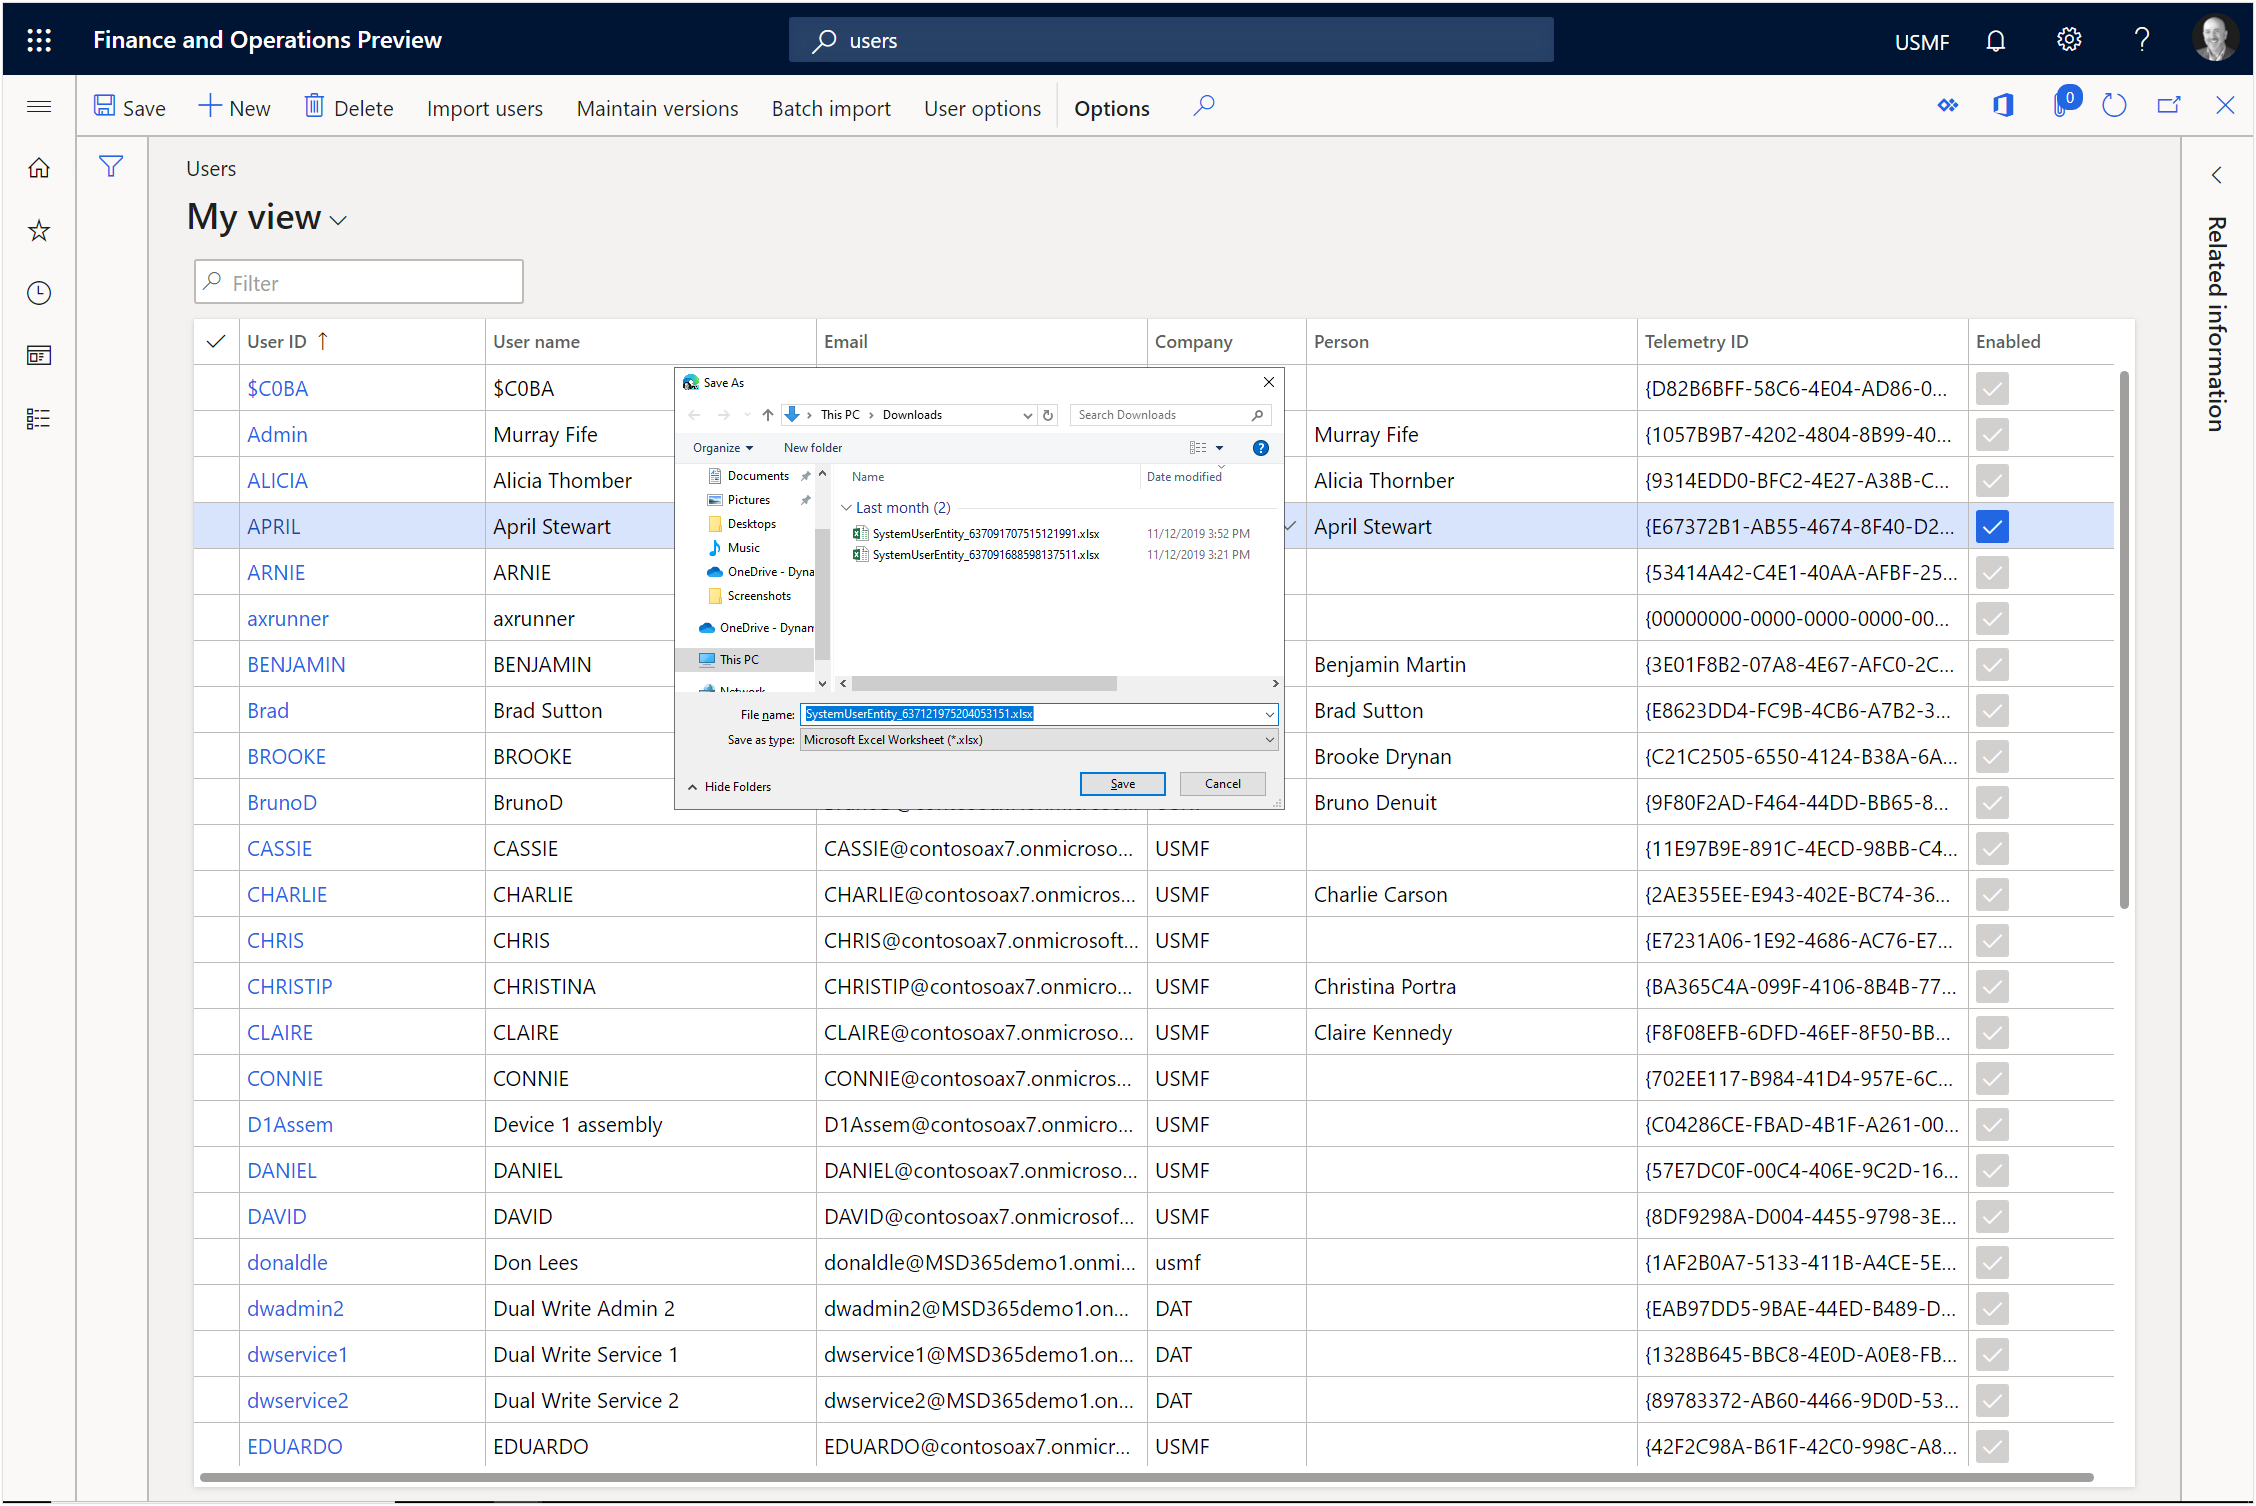 Finance and Operations Preview
users
USMF
Save
New
Delete
Import users
Maintain versions
Batch import
User options
Options
0
Users
My view
Filter
Related information
User ID User name Email Company Person Telemetry ID Enabled
$C0BA $C0BA {D82B6BFF-58C6-4E04-AD86-0...
Admin Murray Fife Murray Fife {1057B9B7-4202-4804-8B99-40...
ALICIA Alicia Thomber Alicia Thornber {9314EDD0-BFC2-4E27-A38B-C...
APRIL April Stewart April Stewart {E67372B1-AB55-4674-8F40-D2...
ARNIE ARNIE {53414A42-C4E1-40AA-AFBF-25...
axrunner axrunner {00000000-0000-0000-0000-00...
BENJAMIN BENJAMIN Benjamin Martin {3E01F8B2-07A8-4E67-AFC0-2C...
Brad Brad Sutton Brad Sutton {E8623DD4-FC9B-4CB6-A7B2-3...
BROOKE BROOKE Brooke Drynan {C21C2505-6550-4124-B38A-6A...
BrunoD BrunoD Bruno Denuit {9F80F2AD-F464-44DD-BB65-8...
CASSIE CASSIE CASSIE@contosoax7.onmicroso... USMF {11E97B9E-891C-4ECD-98BB-C4...
CHARLIE CHARLIE CHARLIE@contosoax7.onmicros... USMF Charlie Carson {2AE355EE-E943-402E-BC74-36...
CHRIS CHRIS CHRIS@contosoax7.onmicrosoft... USMF {E7231A06-1E92-4686-AC76-E7...
CHRISTIP CHRISTINA CHRISTIP@contosoax7.onmicro... USMF Christina Portra {BA365C4A-099F-4106-8B4B-77...
CLAIRE CLAIRE CLAIRE@contosoax7.onmicroso... USMF Claire Kennedy {F8F08EFB-6DFD-46EF-8F50-BB...
CONNIE CONNIE CONNIE@contosoax7.onmicros... USMF {702EE117-B984-41D4-957E-6C...
D1Assem Device 1 assembly D1Assem@contosoax7.onmicro... USMF {C04286CE-FBAD-4B1F-A261-00...
DANIEL DANIEL DANIEL@contosoax7.onmicroso... USMF {57E7DC0F-00C4-406E-9C2D-16...
DAVID DAVID DAVID@contosoax7.onmicrosof... USMF {8DF9298A-D004-4455-9798-3E...
donaldle Don Lees donaldle@MSD365demo1.onmi... usmf {1AF2B0A7-5133-411B-A4CE-5E...
dwadmin2 Dual Write Admin 2 dwadmin2@MSD365demo1.on... DAT {EAB97DD5-9BAE-44ED-B489-D...
dwservice1 Dual Write Service 1 dwservice1@MSD365demo1.on... DAT {1328B645-BBC8-4E0D-A0E8-FB...
dwservice2 Dual Write Service 2 dwservice2@MSD365demo1.on... DAT {89783372-AB60-4466-9D0D-53...
EDUARDO EDUARDO EDUARDO@contosoax7.onmicr... USMF {42F2C98A-B61F-42C0-998C-A8...
Save As
This PC > Downloads
Search Downloads
Organize
New folder
Documents
Pictures
Desktops
Music
OneDrive - Dyna
Screenshots
OneDrive - Dynam
This PC
Network
Name Date modified
Last month (2)
SystemUserEntity_637091707515121991.xlsx 11/12/2019 3:52 PM
SystemUserEntity_637091688598137511.xlsx 11/12/2019 3:21 PM
File name: SystemUserEntity_637121975204053151.xlsx
Save as type: Microsoft Excel Worksheet (*.xlsx)
Hide Folders
Save
Cancel